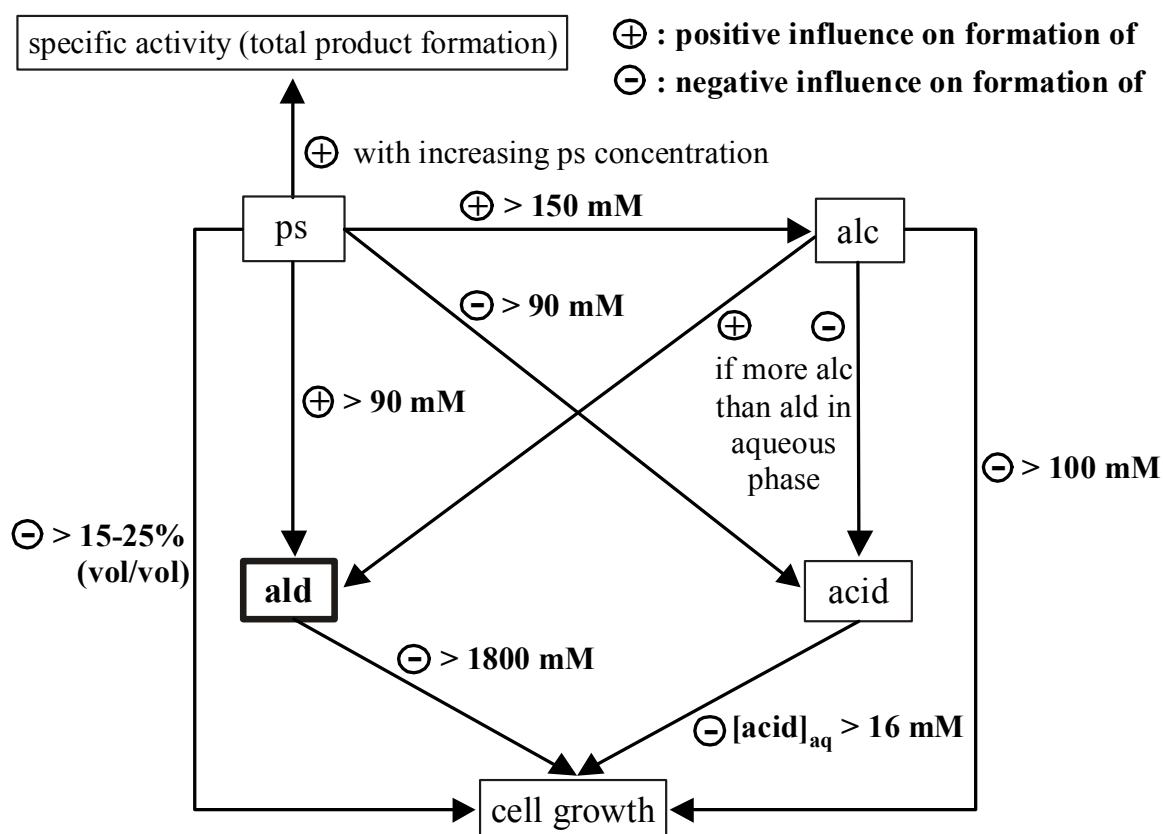 specific activity (total product formation)
⊕ : positive influence on formation of
⊖ : negative influence on formation of
⊕ with increasing ps concentration
ps
⊕ > 150 mM
alc
⊖ > 90 mM
⊕ ⊖
if more alc
than ald in
aqueous
phase
⊕ > 90 mM
⊖ > 100 mM
⊖ > 15-25%
(vol/vol)
ald
acid
⊖ > 1800 mM
⊖ [acid]aq > 16 mM
cell growth